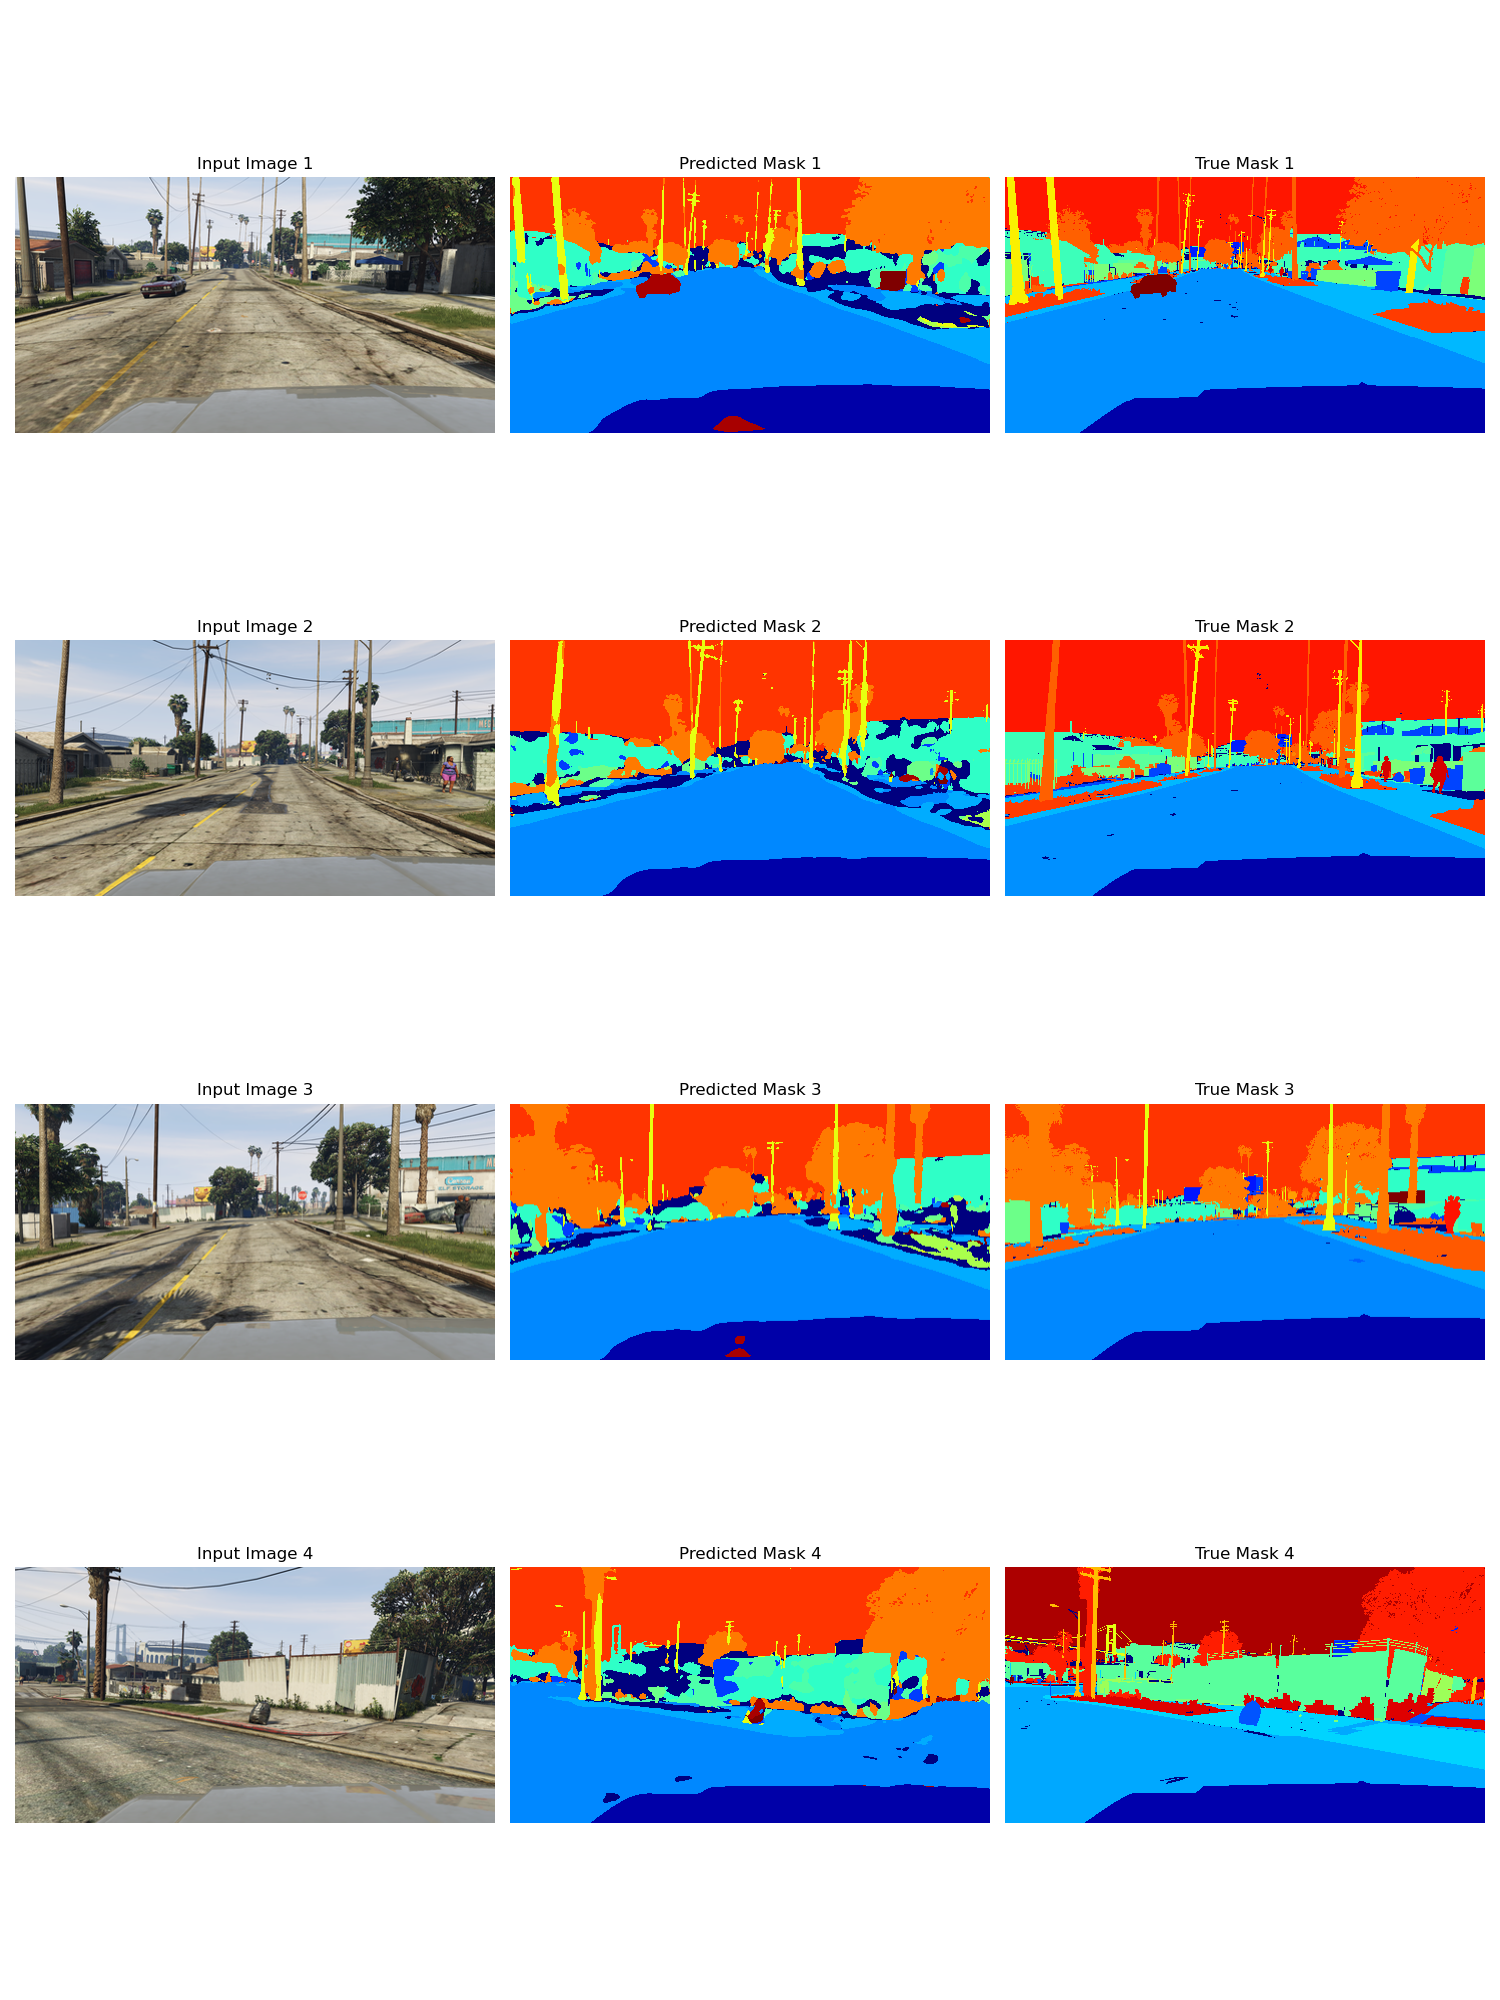 Input Image 1
Predicted Mask 1
True Mask 1
Input Image 2
Predicted Mask 2
True Mask 2
Input Image 3
Predicted Mask 3
True Mask 3
Input Image 4
Predicted Mask 4
True Mask 4